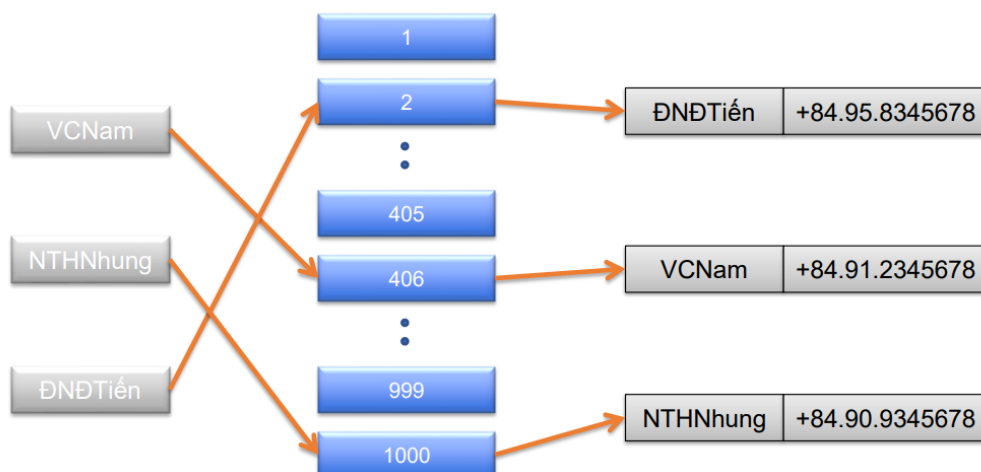 1
2
ĐNĐTiến +84.95.8345678
VCNam
405
NTHNhung
406
VCNam +84.91.2345678
ĐNĐTiến
999
1000
NTHNhung +84.90.9345678